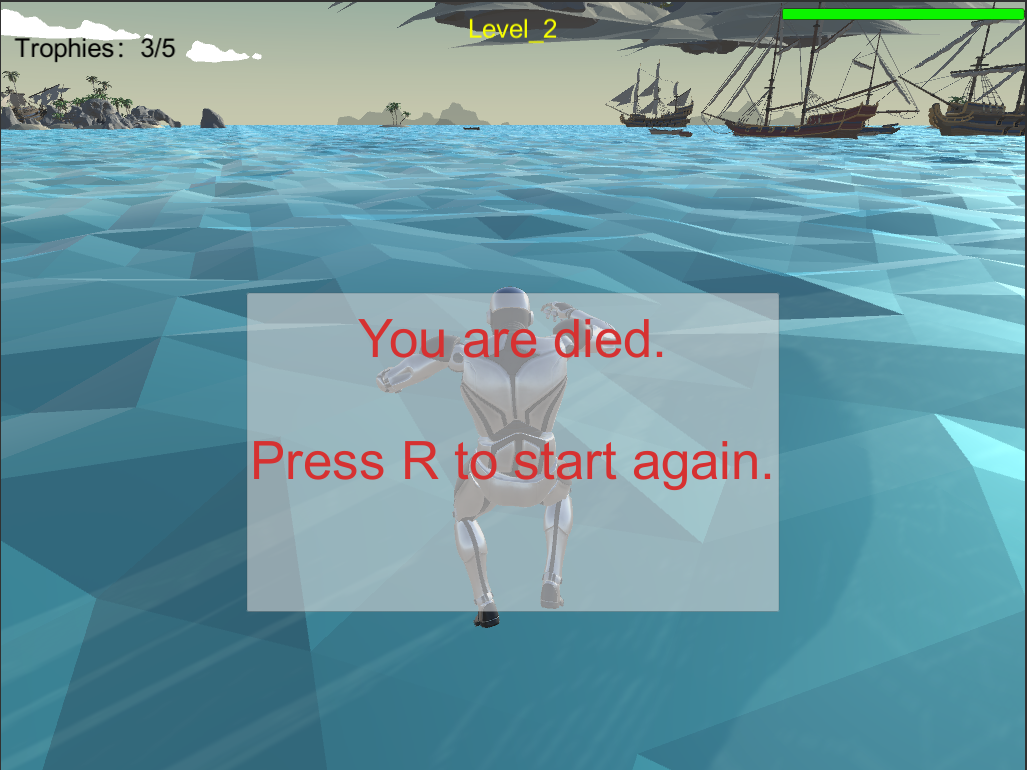 Level_2
Trophies: 3/5
You are died.
Press R to start again.